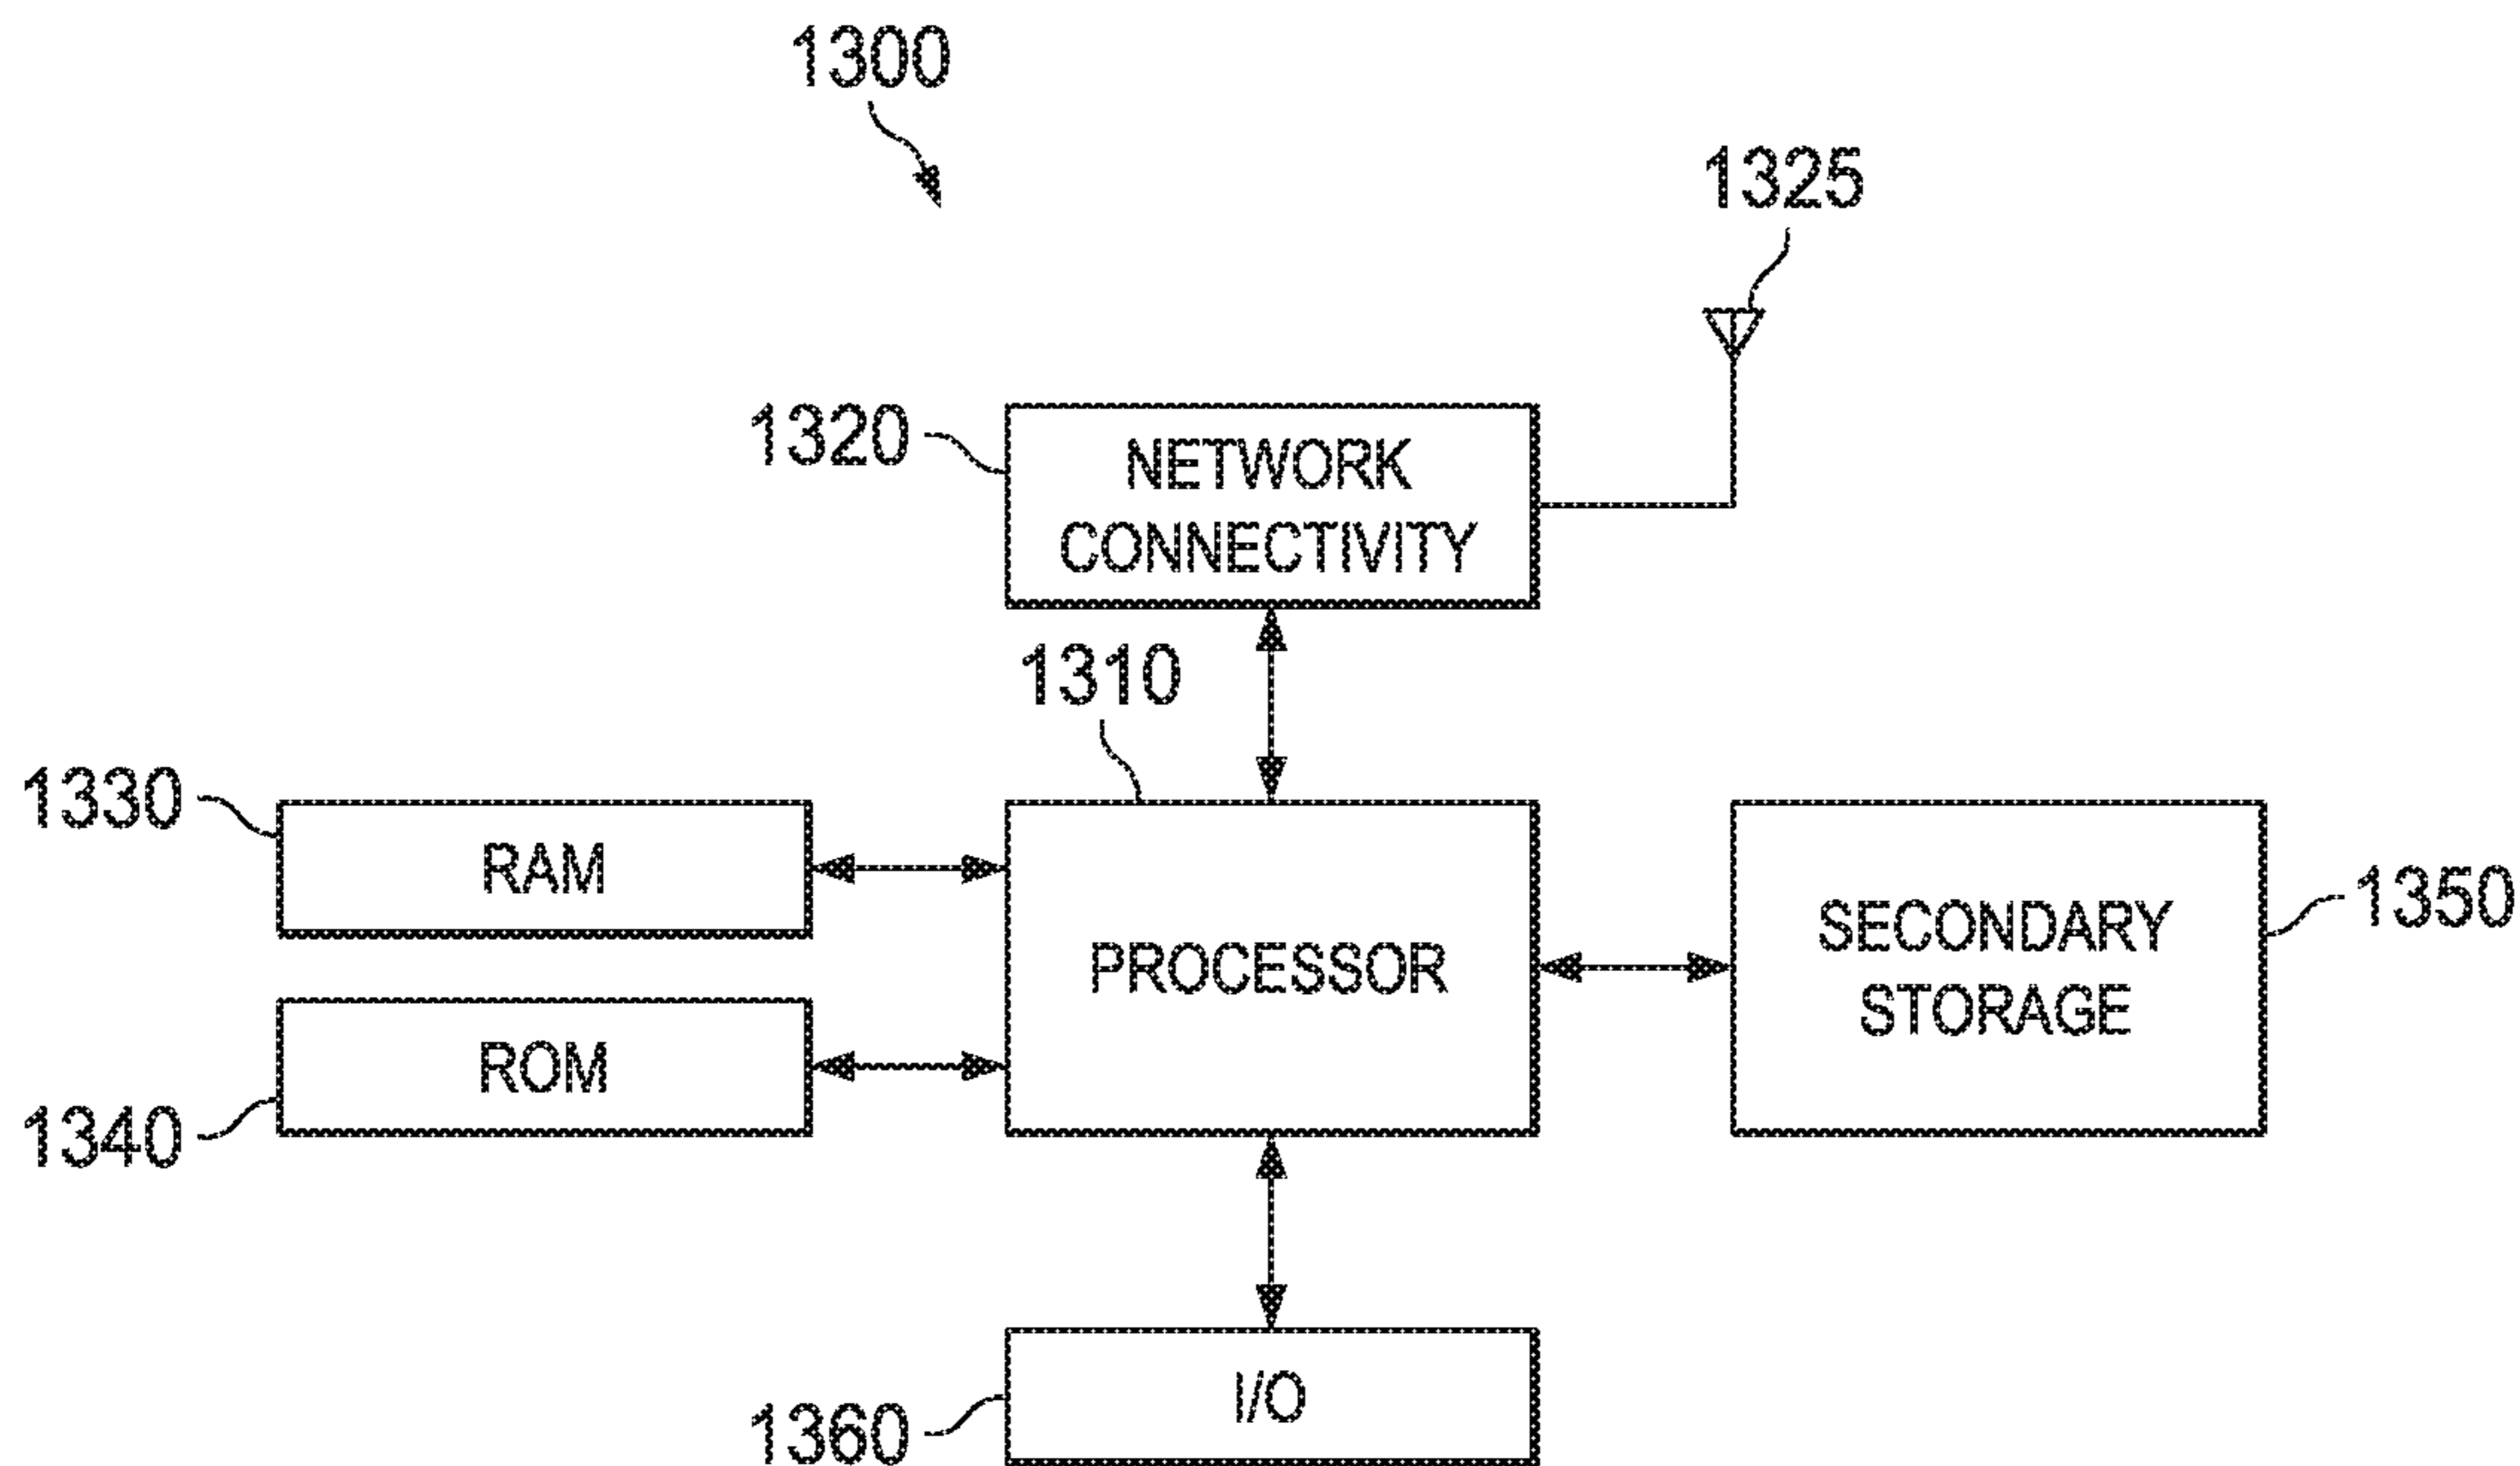 1300
1325
1320
NETWORK
CONNECTIVITY
1310
1330
RAM
PROCESSOR
SECONDARY
STORAGE
1350
ROM
1340
I/O
1360